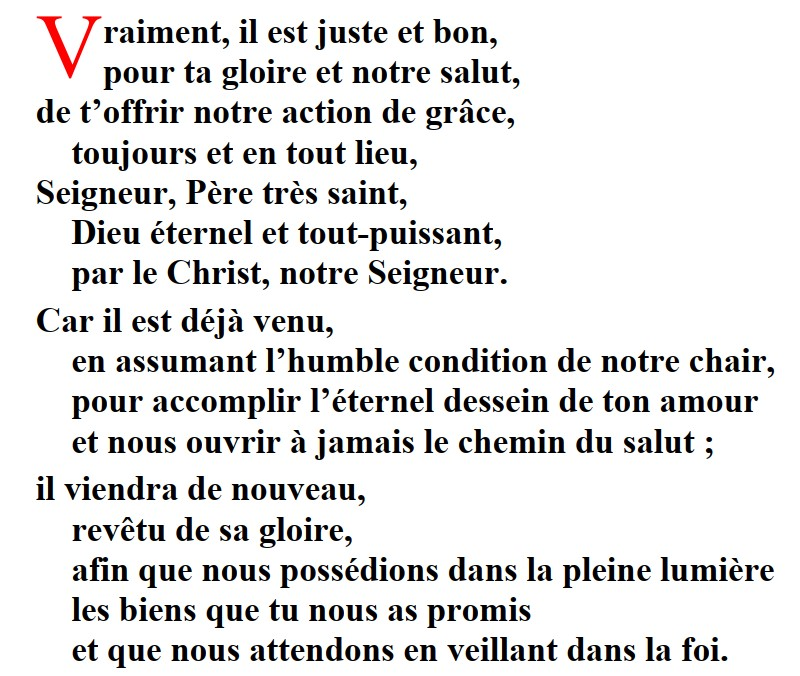 Vraiment, il est juste et bon,
pour ta gloire et notre salut,
de t’offrir notre action de grâce,
toujours et en tout lieu,
Seigneur, Père très saint,
Dieu éternel et tout-puissant,
par le Christ, notre Seigneur.
Car il est déjà venu,
en assumant l’humble condition de notre chair,
pour accomplir l’éternel dessein de ton amour
et nous ouvrir à jamais le chemin du salut ;
il viendra de nouveau,
revêtu de sa gloire,
afin que nous possédions dans la pleine lumière
les biens que tu nous as promis
et que nous attendons en veillant dans la foi.